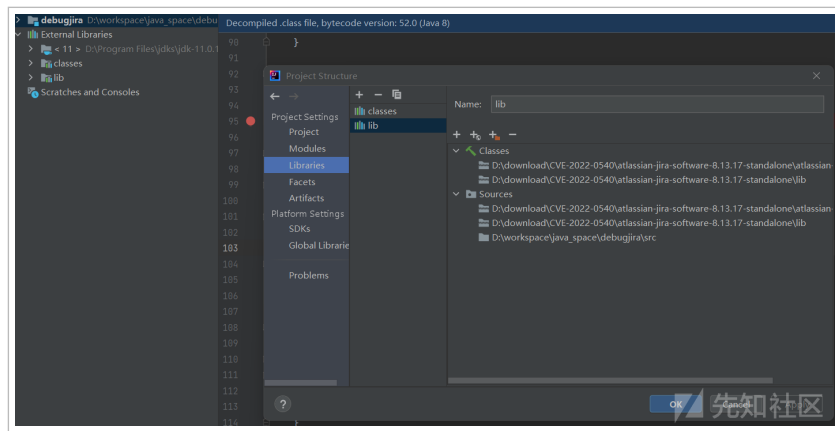 debugjira D:\workspace\java_space\debu
External Libraries
< 11 > D:\Program Files\jdks\jdk-11.0.1
classes
lib
Scratches and Consoles
Decompiled .class file, bytecode version: 52.0 (Java 8)
90 }
91
92
93
94
95
96
97
98
99
100
101
102
103
104
105
106
107
108
109
110
111
112
113
114 }
Project Structure
Project Settings
Project
Modules
Libraries
Facets
Artifacts
Platform Settings
SDKs
Global Librarie
Problems
classes
lib
Name: lib
Classes
D:\download\CVE-2022-0540\atlassian-jira-software-8.13.17-standalone\atlassian-
D:\download\CVE-2022-0540\atlassian-jira-software-8.13.17-standalone\lib
Sources
D:\download\CVE-2022-0540\atlassian-jira-software-8.13.17-standalone\atlassian-
D:\download\CVE-2022-0540\atlassian-jira-software-8.13.17-standalone\lib
D:\workspace\java_space\debugjira\src
?
OK Cancel Apply
先知社区